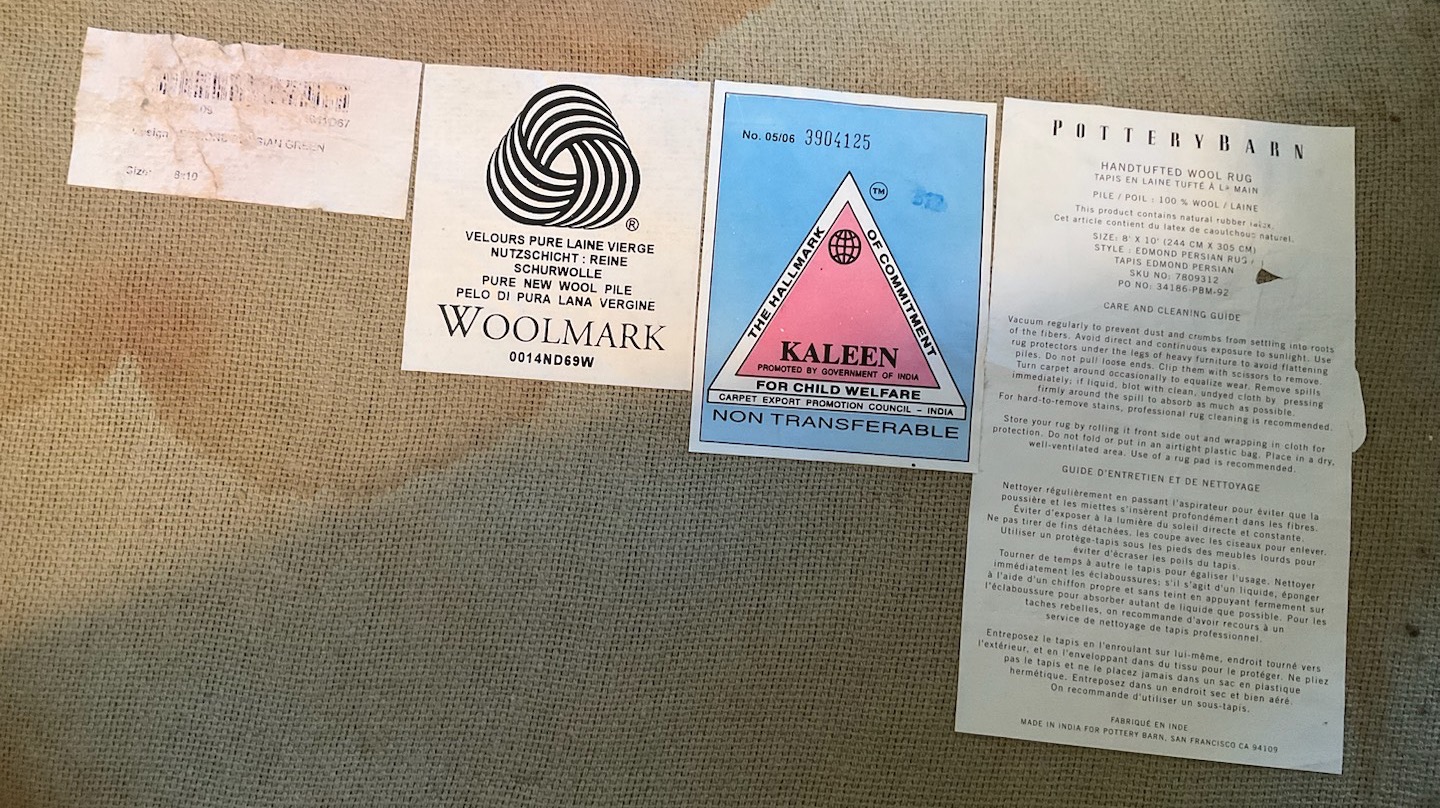 SIAN GREEN
Size: 8x10
VELOURS PURE LAINE VIERGE
NUTZSCHICHT : REINE
SCHURWOLLE
PURE NEW WOOL PILE
PELO DI PURA LANA VERGINE
WOOLMARK
0014ND69W
No. 05/06 3904125
TM
THE HALLMARK OF COMMITMENT
KALEEN
PROMOTED BY GOVERNMENT OF INDIA
FOR CHILD WELFARE
CARPET EXPORT PROMOTION COUNCIL - INDIA
NON TRANSFERABLE
POTTERY BARN
HANDTUFTED WOOL RUG
TAPIS EN LAINE TUFTÉ À LA MAIN
PILE / POIL : 100 % WOOL / LAINE
This product contains natural rubber latex.
Cet article contient du latex de caoutchouc naturel.
SIZE: 8' X 10' (244 CM X 305 CM)
STYLE : EDMOND PERSIAN RUG /
TAPIS EDMOND PERSIAN
SKU NO: 7809312
PO NO: 34186-PBM-92
CARE AND CLEANING GUIDE
Vacuum regularly to prevent dust and crumbs from settling into roots
of the fibers. Avoid direct and continuous exposure to sunlight. Use
rug protectors under the legs of heavy furniture to avoid flattening
piles. Do not pull loose ends. Clip them with scissors to remove.
Turn carpet around occasionally to equalize wear. Remove spills
immediately; if liquid, blot with clean, undyed cloth by pressing
firmly around the spill to absorb as much as possible.
For hard-to-remove stains, professional rug cleaning is recommended.
Store your rug by rolling it front side out and wrapping in cloth for
protection. Do not fold or put in an airtight plastic bag. Place in a dry,
well-ventilated area. Use of a rug pad is recommended.
GUIDE D'ENTRETIEN ET DE NETTOYAGE
Nettoyer régulièrement en passant l'aspirateur pour éviter que la
poussière et les miettes s'insèrent profondément dans les fibres.
Éviter d'exposer à la lumière du soleil directe et constante.
Ne pas tirer de fins détachées, les coupe avec les ciseaux pour enlever.
Utiliser un protège-tapis sous les pieds des meubles lourds pour
éviter d'écraser les poils du tapis.
Tourner de temps à autre le tapis pour égaliser l'usage. Nettoyer
immédiatement les éclaboussures; s'il s'agit d'un liquide, éponger
à l'aide d'un chiffon propre et sans teint en appuyant fermement sur
l'éclaboussure pour absorber autant de liquide que possible. Pour les
taches rebelles, on recommande d'avoir recours à un
service de nettoyage de tapis professionnel.
Entreposez le tapis en l'enroulant sur lui-même, endroit tourné vers
l'extérieur, et en l'enveloppant dans du tissu pour le protéger. Ne pliez
pas le tapis et ne le placez jamais dans un sac en plastique
hermétique. Entreposez dans un endroit sec et bien aéré.
On recommande d'utiliser un sous-tapis.
FABRIQUÉ EN INDE
MADE IN INDIA FOR POTTERY BARN, SAN FRANCISCO CA 94109